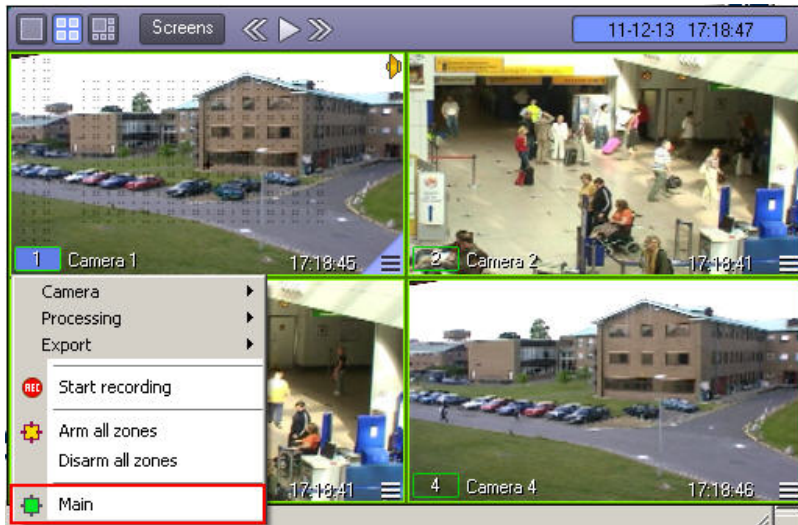 Screens
11-12-13 17:18:47
1 Camera 1 17:18:45
2 Camera 2 17:18:41
Camera
Processing
Export
REC Start recording
Arm all zones
Disarm all zones
Main
17:18:41
4 Camera 4 17:18:46